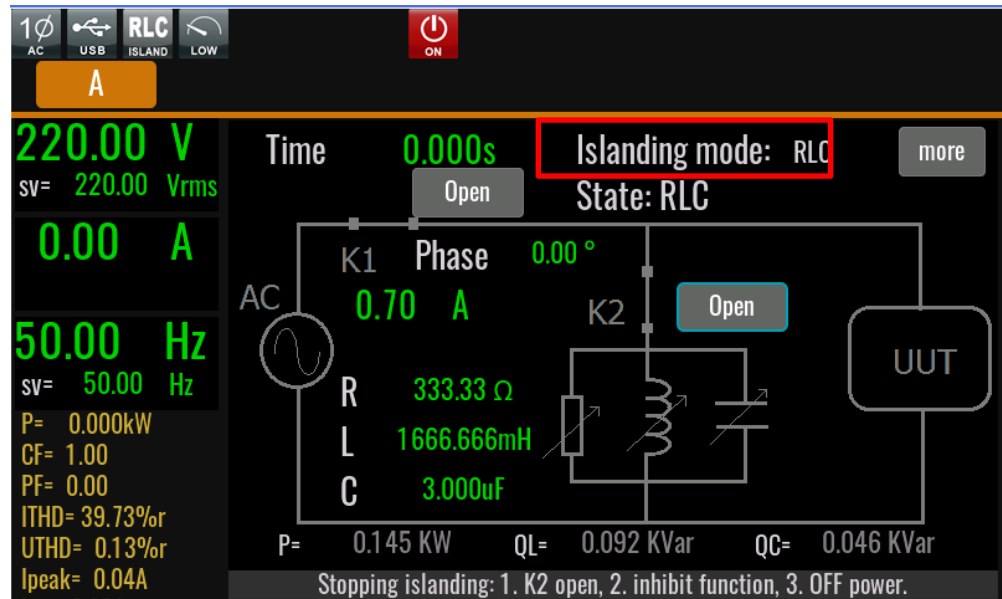 1Ø AC
USB
RLC ISLAND
LOW
ON
A
220.00 V
sv= 220.00 Vrms
0.00 A
50.00 Hz
sv= 50.00 Hz
P= 0.000kW
CF= 1.00
PF= 0.00
ITHD= 39.73%r
UTHD= 0.13%r
Ipeak= 0.04A
Time 0.000s Islanding mode: RLC more
Open State: RLC
K1 Phase 0.00 °
AC 0.70 A K2 Open
UUT
R 333.33 Ω
L 1666.666mH
C 3.000uF
P= 0.145 KW QL= 0.092 KVar QC= 0.046 KVar
Stopping islanding: 1. K2 open, 2. inhibit function, 3. OFF power.